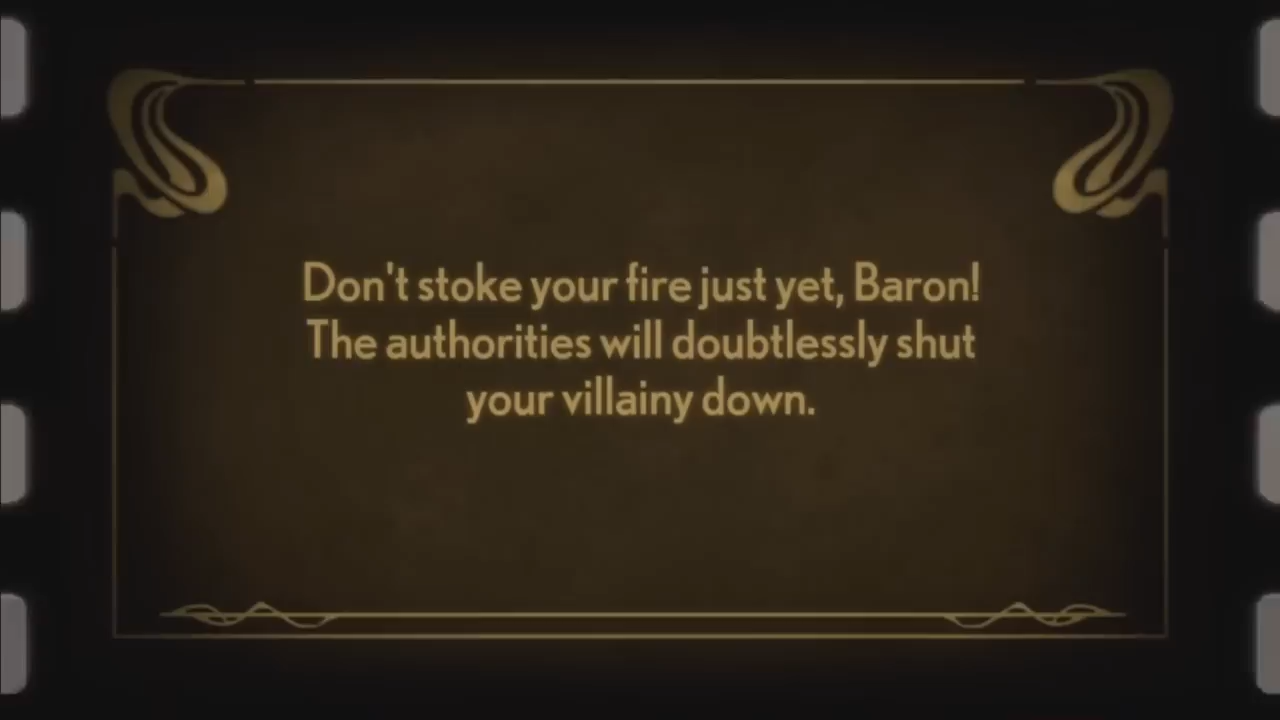 Don't stoke your fire just yet, Baron!
The authorities will doubtlessly shut
your villainy down.